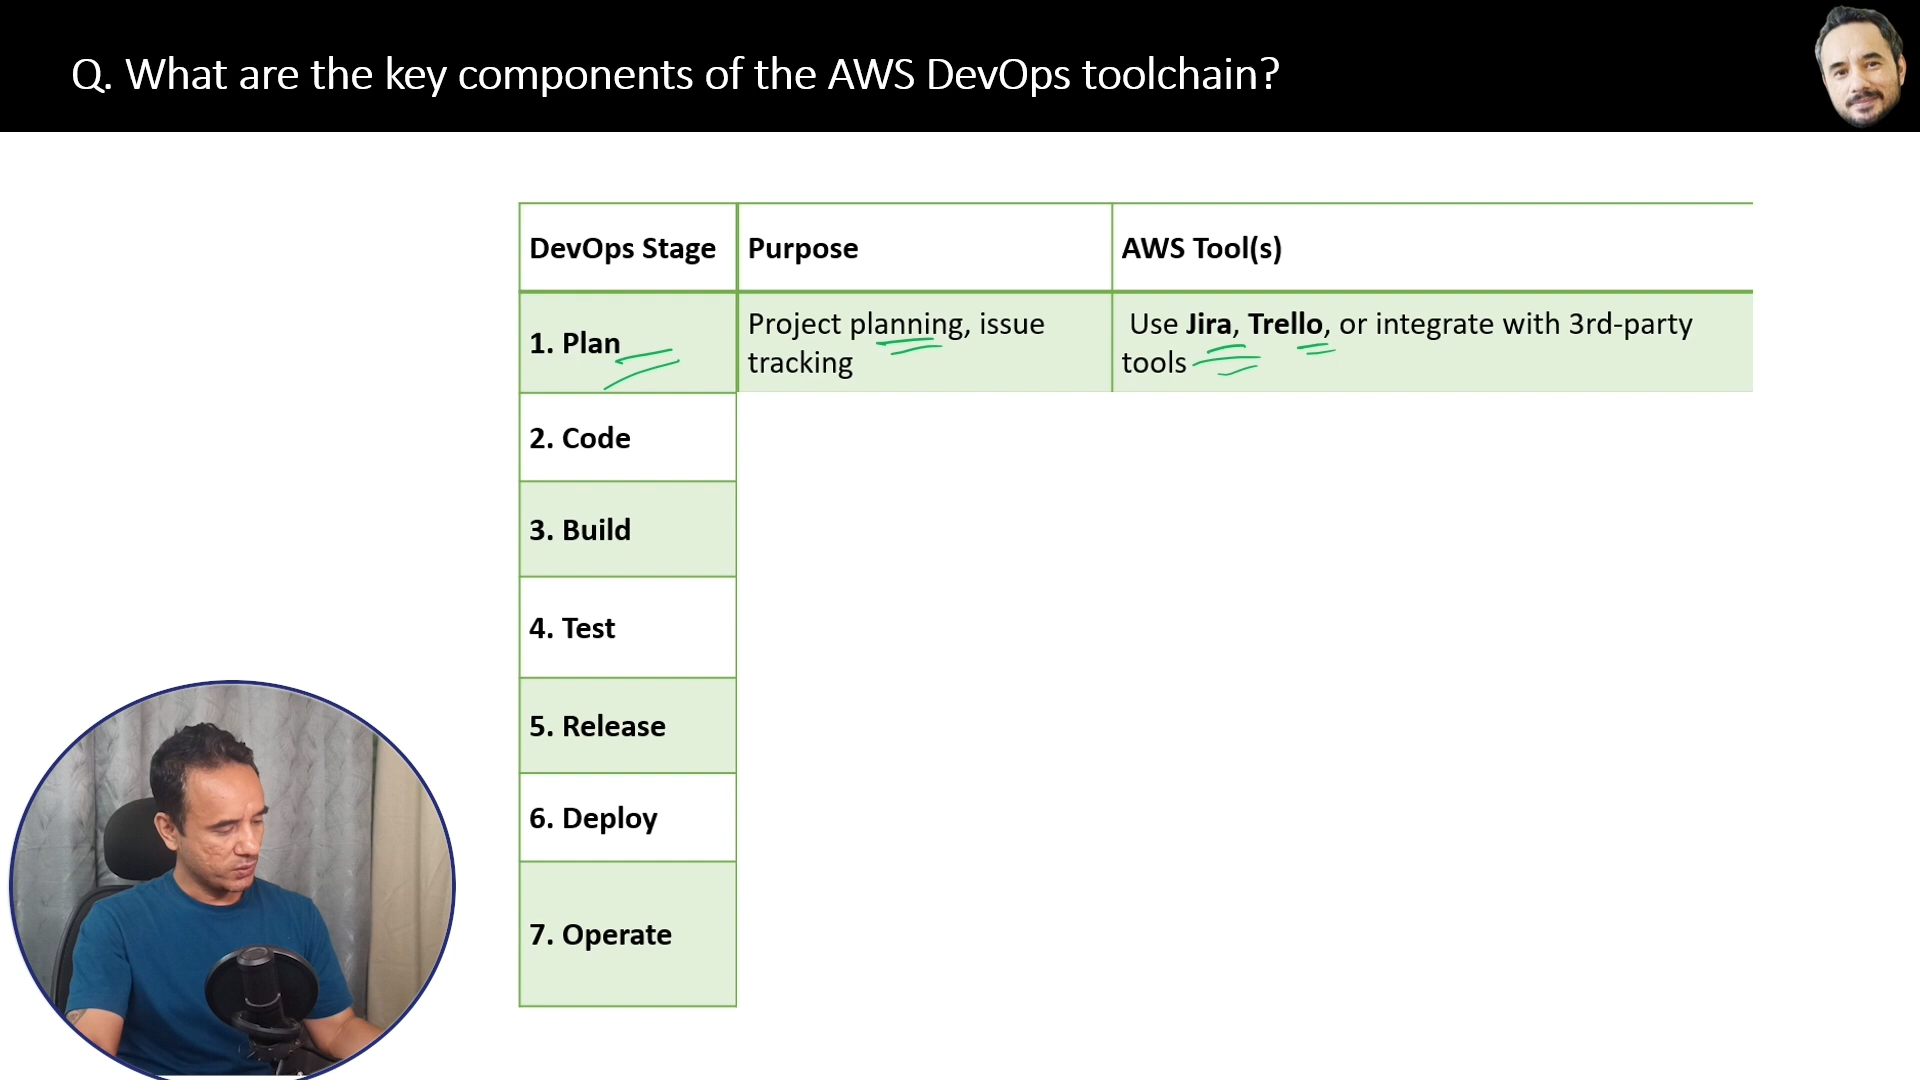 Q. What are the key components of the AWS DevOps toolchain?
DevOps Stage
Purpose
AWS Tool(s)
1. Plan
Project planning, issue
tracking
Use Jira, Trello, or integrate with 3rd-party
tools
2. Code
3. Build
4. Test
5. Release
6. Deploy
7. Operate